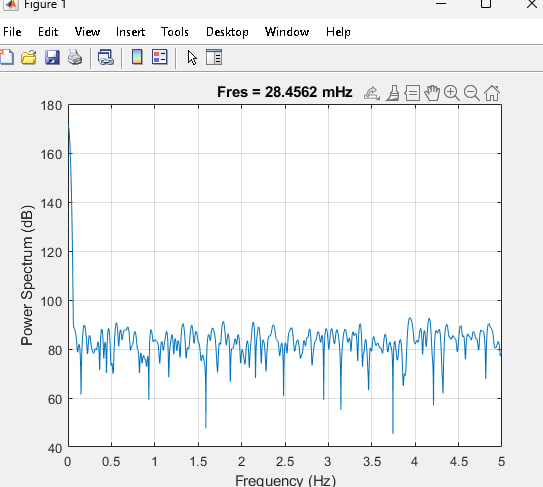 Figure 1
File Edit View Insert Tools Desktop Window Help
Fres = 28.4562 mHz
180
160
140
120
100
80
60
40
Power Spectrum (dB)
0 0.5 1 1.5 2 2.5 3 3.5 4 4.5 5
Frequency (Hz)